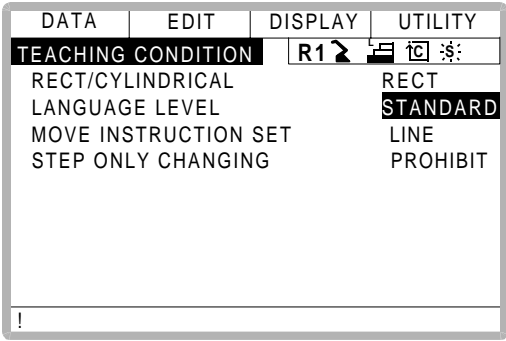 DATA EDIT DISPLAY UTILITY
TEACHING CONDITION R1 C S
RECT/CYLINDRICAL RECT
LANGUAGE LEVEL STANDARD
MOVE INSTRUCTION SET LINE
STEP ONLY CHANGING PROHIBIT
!